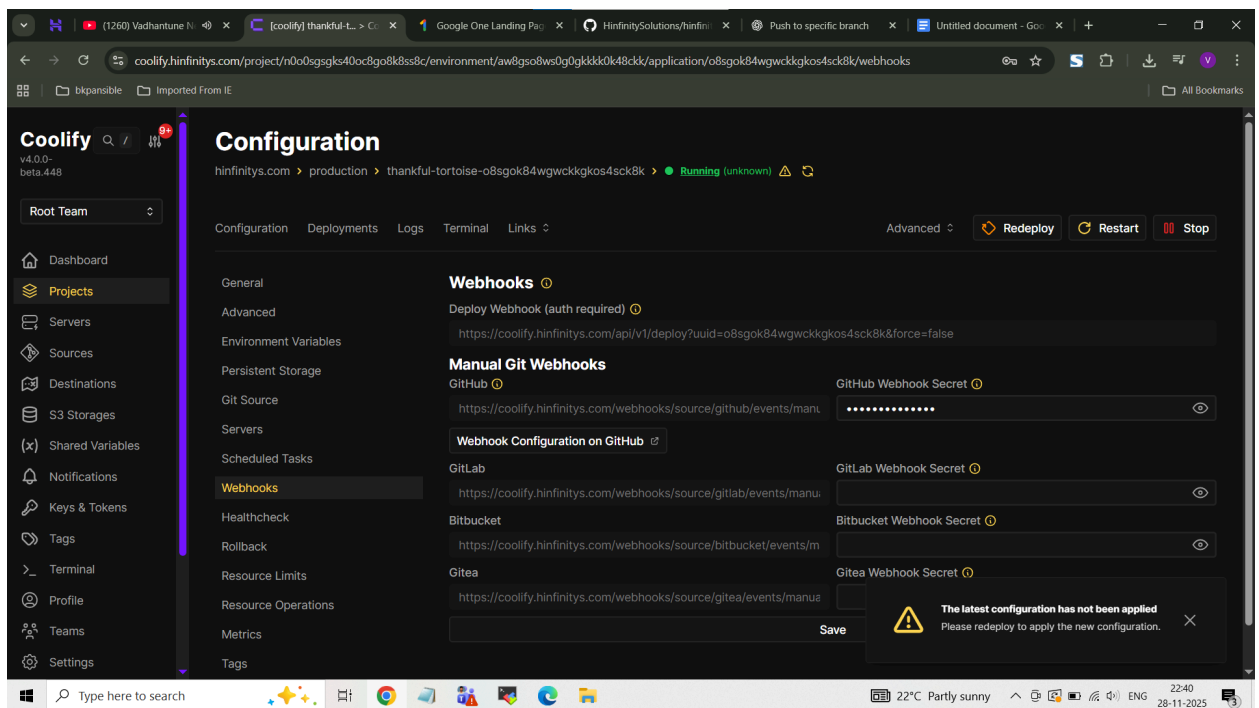 (1260) Vadhantune N
[coolify] thankful-t... > Co
Google One Landing Pag
HinfinitySolutions/hinfini
Push to specific branch
Untitled document - Goo
coolify.hinfinitys.com/project/n0o0sgsgks40oc8go8k8ss8c/environment/aw8gso8ws0g0gkkkk0k48ckk/application/o8sgok84wgwckkgkos4sck8k/webhooks
S
V
bkpansible
Imported From IE
All Bookmarks
Coolify
/
9+
v4.0.0-
beta.448
Root Team
Dashboard
Projects
Servers
Sources
Destinations
S3 Storages
Shared Variables
Notifications
Keys & Tokens
Tags
Terminal
Profile
Teams
Settings
Configuration
hinfinitys.com > production > thankful-tortoise-o8sgok84wgwckkgkos4sck8k > Running (unknown)
Configuration Deployments Logs Terminal Links
Advanced Redeploy Restart Stop
General
Advanced
Environment Variables
Persistent Storage
Git Source
Servers
Scheduled Tasks
Webhooks
Healthcheck
Rollback
Resource Limits
Resource Operations
Metrics
Tags
Webhooks
Deploy Webhook (auth required)
https://coolify.hinfinitys.com/api/v1/deploy?uuid=o8sgok84wgwckkgkos4sck8k&force=false
Manual Git Webhooks
GitHub
GitHub Webhook Secret
https://coolify.hinfinitys.com/webhooks/source/github/events/manu
••••••••••••••
Webhook Configuration on GitHub
GitLab
GitLab Webhook Secret
https://coolify.hinfinitys.com/webhooks/source/gitlab/events/manua
Bitbucket
Bitbucket Webhook Secret
https://coolify.hinfinitys.com/webhooks/source/bitbucket/events/m
Gitea
Gitea Webhook Secret
https://coolify.hinfinitys.com/webhooks/source/gitea/events/manua
Save
The latest configuration has not been applied
Please redeploy to apply the new configuration.
Type here to search
22°C Partly sunny
ENG
22:40
28-11-2025
3